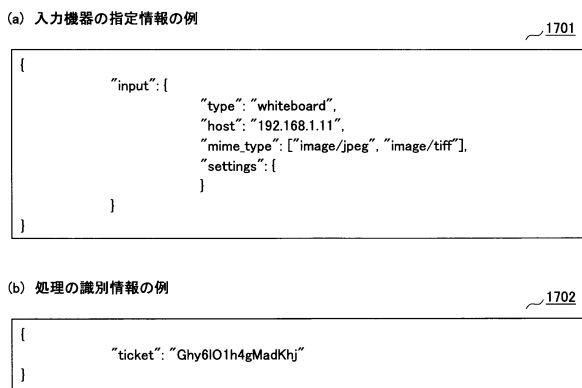 (a) 入力機器の指定情報の例
1701
{
"input": {
"type": "whiteboard",
"host": "192.168.1.11",
"mime_type": ["image/jpeg", "image/tiff"],
"settings": {
}
}
}
(b) 処理の識別情報の例
1702
{
"ticket": "Ghy6IO1h4gMadKhj"
}